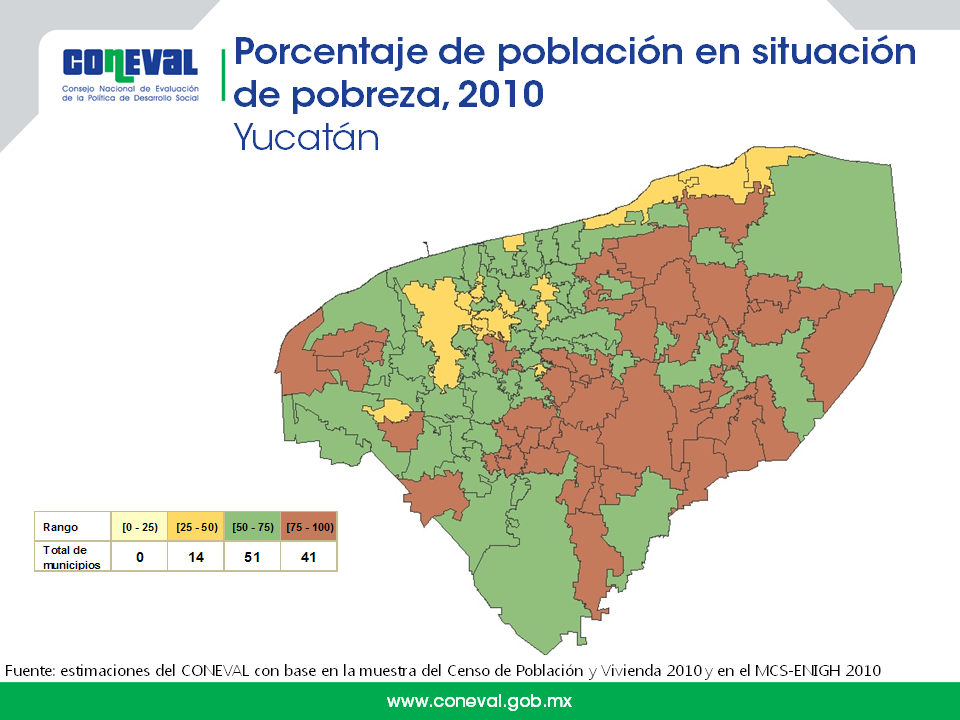 CONEVAL
Consejo Nacional de Evaluación
de la Política de Desarrollo Social
Porcentaje de población en situación
de pobreza, 2010
Yucatán
Rango [0 - 25) [25 - 50) [50 - 75) [75 - 100)
Total de
municipios 0 14 51 41
Fuente: estimaciones del CONEVAL con base en la muestra del Censo de Población y Vivienda 2010 y en el MCS-ENIGH 2010
www.coneval.gob.mx